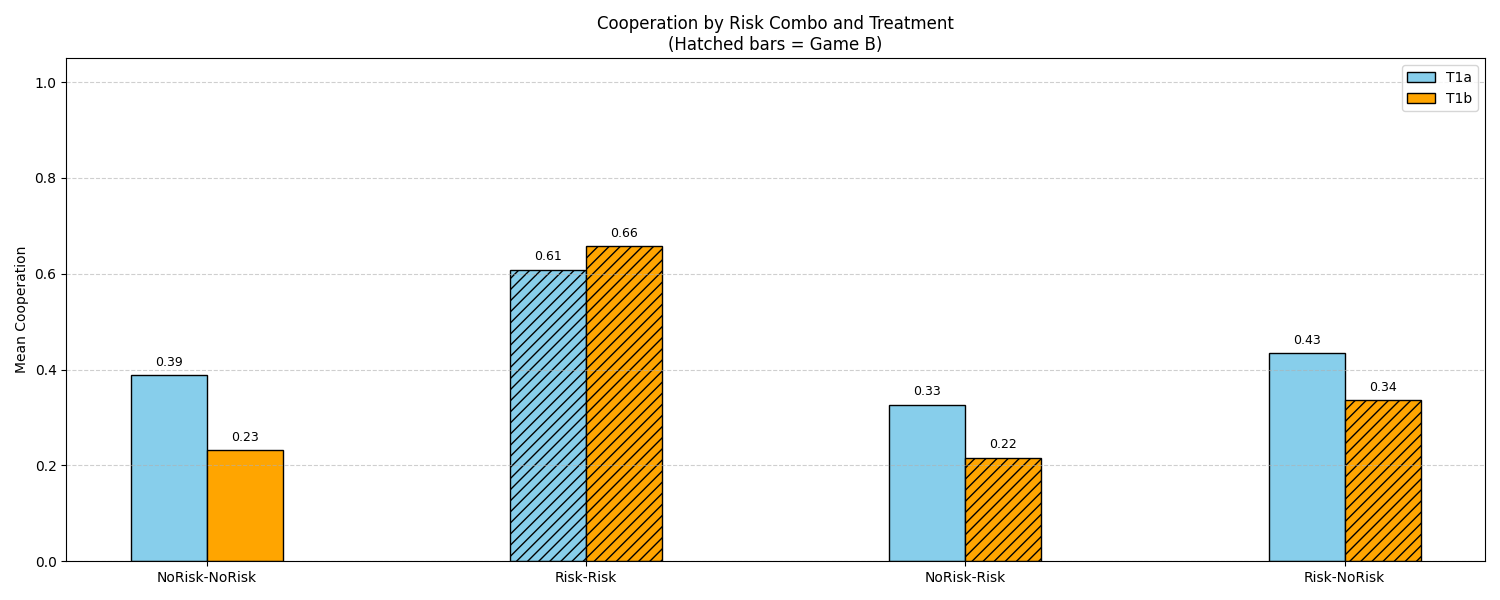 Cooperation by Risk Combo and Treatment
(Hatched bars = Game B)
T1a
T1b
Mean Cooperation
1.0
0.8
0.6
0.4
0.2
0.0
0.39
0.23
0.61
0.66
0.33
0.22
0.43
0.34
NoRisk-NoRisk
Risk-Risk
NoRisk-Risk
Risk-NoRisk